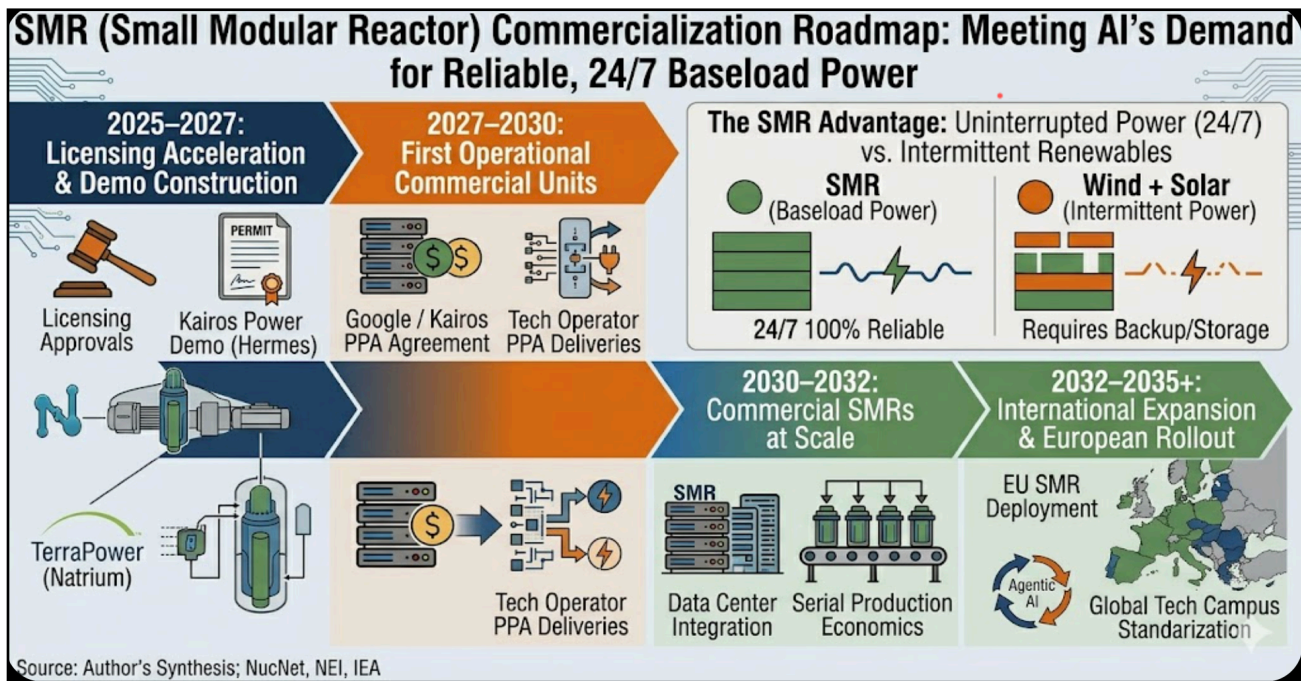 SMR (Small Modular Reactor) Commercialization Roadmap: Meeting AI's Demand
for Reliable, 24/7 Baseload Power
2025–2027:
Licensing Acceleration
& Demo Construction
2027–2030:
First Operational
Commercial Units
The SMR Advantage: Uninterrupted Power (24/7)
vs. Intermittent Renewables
SMR
(Baseload Power)
Wind + Solar
(Intermittent Power)
24/7 100% Reliable
Requires Backup/Storage
PERMIT
Licensing
Approvals
Kairos Power
Demo (Hermes)
$ $
Google / Kairos
PPA Agreement
Tech Operator
PPA Deliveries
2030–2032:
Commercial SMRs
at Scale
2032–2035+:
International Expansion
& European Rollout
N
TerraPower
(Natrium)
$
Tech Operator
PPA Deliveries
SMR
Data Center
Integration
Serial Production
Economics
EU SMR
Deployment
Agentic
AI
Global Tech Campus
Standarization
Source: Author's Synthesis; NucNet, NEI, IEA